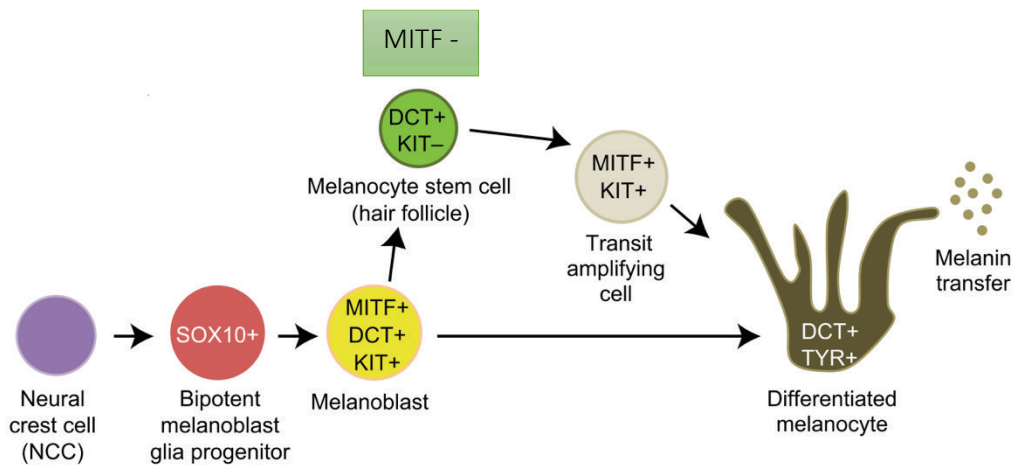 MITF -
DCT+
KIT–
Melanocyte stem cell
(hair follicle)
MITF+
KIT+
Transit
amplifying
cell
Melanin
transfer
SOX10+
MITF+
DCT+
KIT+
DCT+
TYR+
Neural
crest cell
(NCC)
Bipotent
melanoblast
glia progenitor
Melanoblast
Differentiated
melanocyte